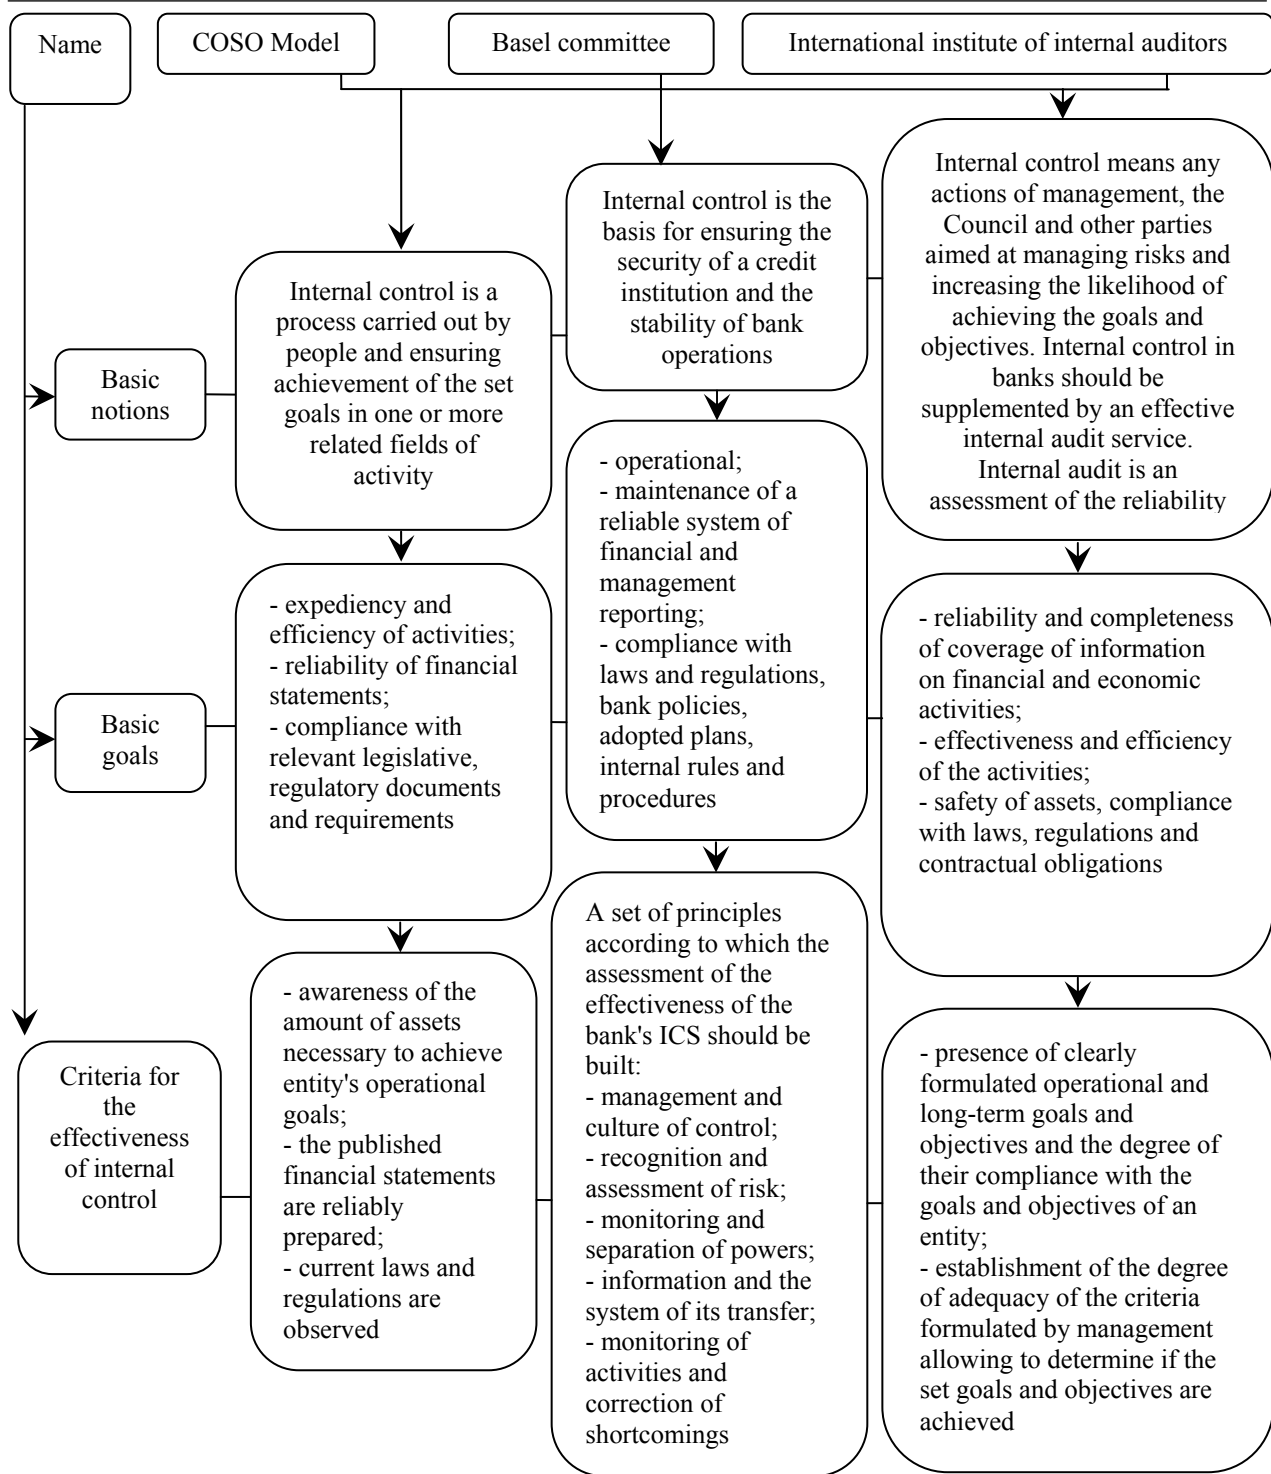 Name
COSO Model
Basel committee
International institute of internal auditors
Basic
notions
Internal control is a
process carried out by
people and ensuring
achievement of the set
goals in one or more
related fields of
activity
Internal control is the
basis for ensuring the
security of a credit
institution and the
stability of bank
operations
Internal control means any
actions of management, the
Council and other parties
aimed at managing risks and
increasing the likelihood of
achieving the goals and
objectives. Internal control in
banks should be
supplemented by an effective
internal audit service.
Internal audit is an
assessment of the reliability
Basic
goals
- expediency and
efficiency of activities;
- reliability of financial
statements;
- compliance with
relevant legislative,
regulatory documents
and requirements
- operational;
- maintenance of a
reliable system of
financial and
management
reporting;
- compliance with
laws and regulations,
bank policies,
adopted plans,
internal rules and
procedures
- reliability and completeness
of coverage of information
on financial and economic
activities;
- effectiveness and efficiency
of the activities;
- safety of assets, compliance
with laws, regulations and
contractual obligations
Criteria for
the
effectiveness
of internal
control
- awareness of the
amount of assets
necessary to achieve
entity's operational
goals;
- the published
financial statements
are reliably
prepared;
- current laws and
regulations are
observed
A set of principles
according to which the
assessment of the
effectiveness of the
bank's ICS should be
built:
- management and
culture of control;
- recognition and
assessment of risk;
- monitoring and
separation of powers;
- information and the
system of its transfer;
- monitoring of
activities and
correction of
shortcomings
- presence of clearly
formulated operational and
long-term goals and
objectives and the degree of
their compliance with the
goals and objectives of an
entity;
- establishment of the degree
of adequacy of the criteria
formulated by management
allowing to determine if the
set goals and objectives are
achieved